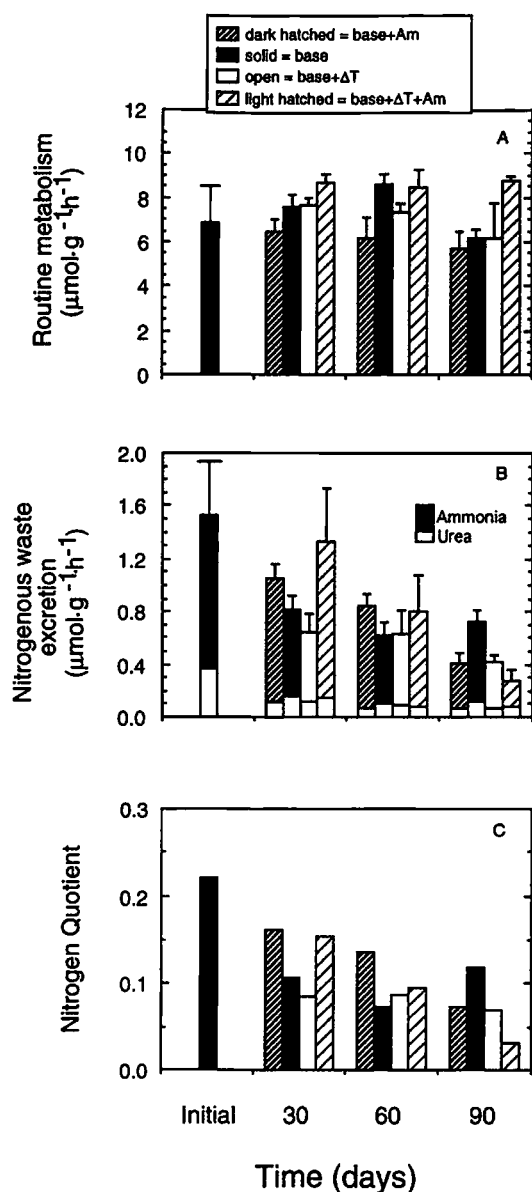 dark hatched = base+Am
solid = base
open = base+ΔT
light hatched = base+ΔT+Am
A
Routine metabolism
(μmol·g⁻¹·h⁻¹)
12
10
8
6
4
2
0
B
Nitrogenous waste
excretion
(μmol·g⁻¹·h⁻¹)
2.0
1.6
1.2
0.8
0.4
0.0
Ammonia
Urea
C
Nitrogen Quotient
0.3
0.2
0.1
0.0
Initial 30 60 90
Time (days)